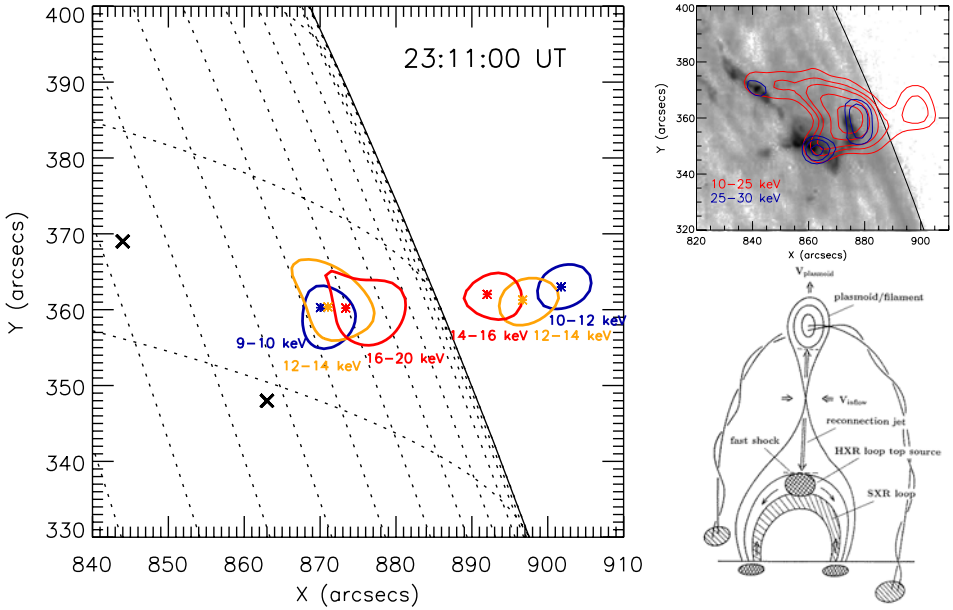 400
390
380
370
360
350
340
330
840
850
860
870
880
890
900
910
Y (arcsecs)
X (arcsecs)
23:11:00 UT
9-10 keV
12-14 keV
16-20 keV
14-16 keV
12-14 keV
10-12 keV
400
380
360
340
320
820
840
860
880
900
Y (arcsecs)
X (arcsecs)
10-25 keV
25-30 keV
Vplasmoid
plasmoid/filament
Vinflow
reconnection jet
fast shock
HXR loop top source
SXR loop